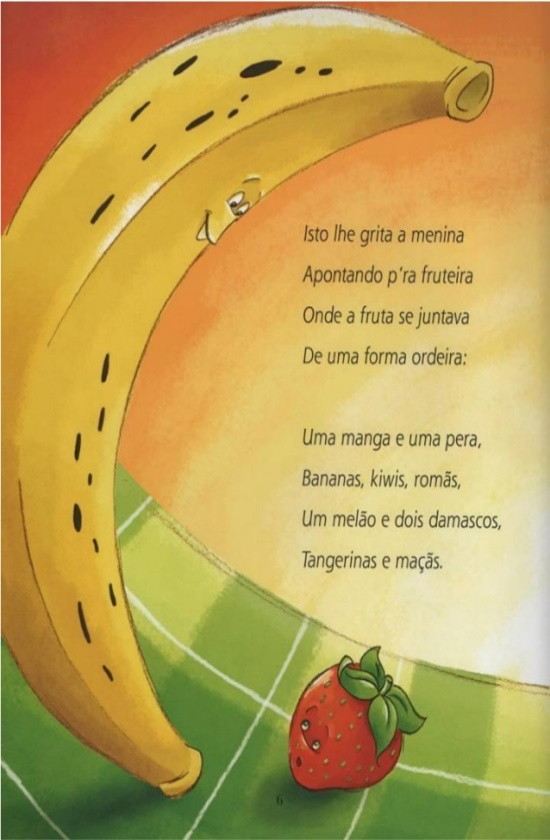 Isto lhe grita a menina
Apontando p'ra fruteira
Onde a fruta se juntava
De uma forma ordeira:
Uma manga e uma pera,
Bananas, kiwis, romãs,
Um melão e dois damascos,
Tangerinas e maçãs.